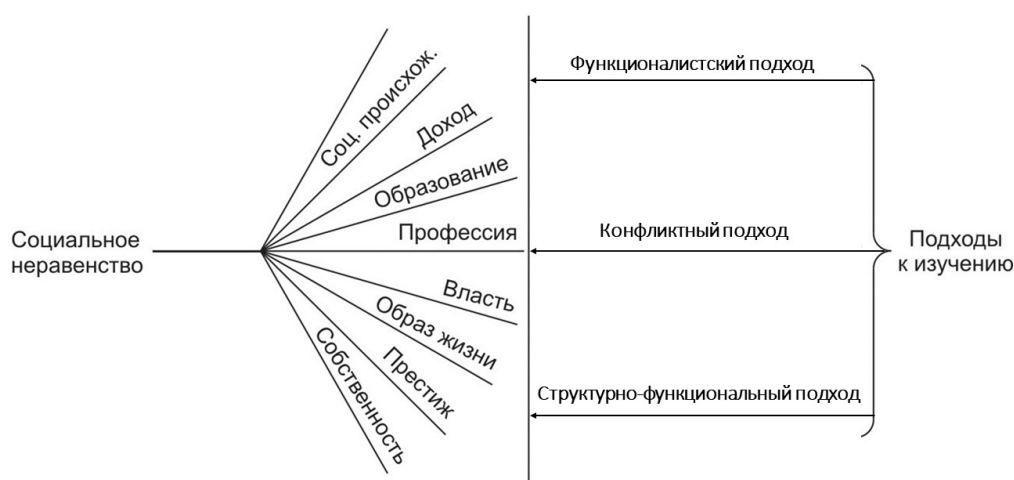 Социальное
неравенство
Соц. происхож.
Доход
Образование
Профессия
Власть
Образ жизни
Престиж
Собственность
Функционалистский подход
Конфликтный подход
Структурно-функциональный подход
Подходы
к изучению